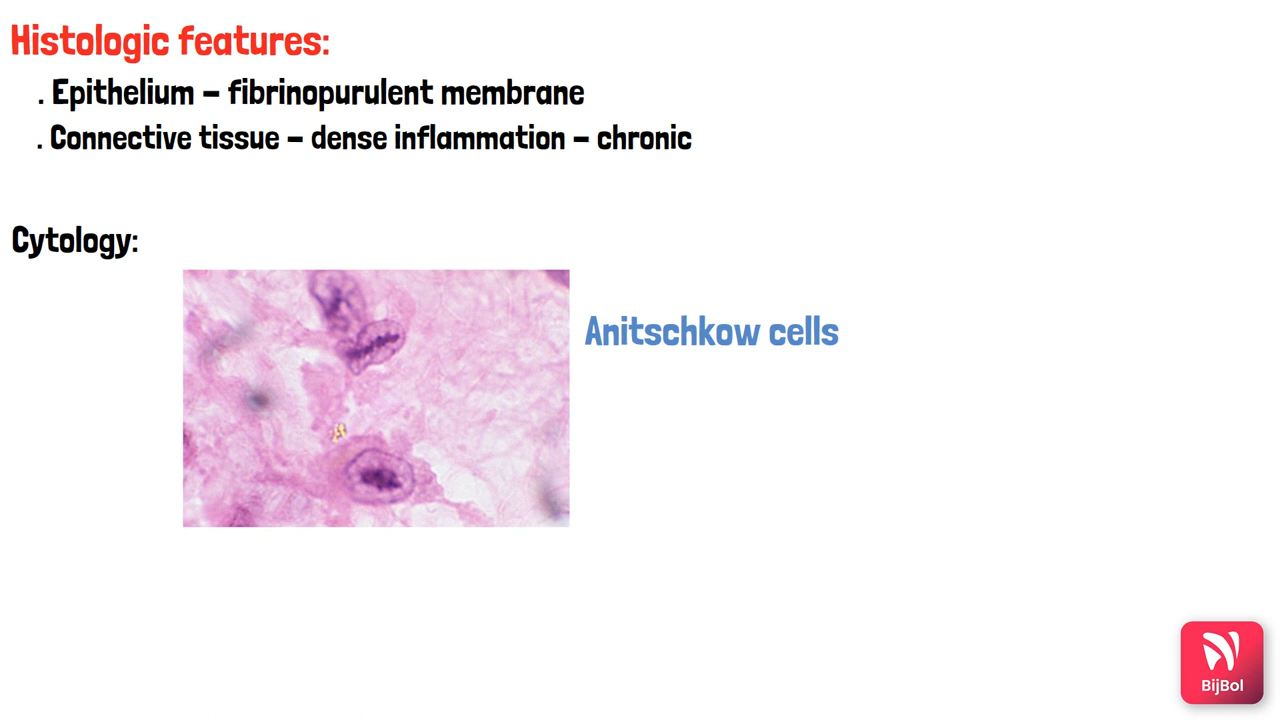 Histologic features:
. Epithelium – fibrinopurulent membrane
. Connective tissue – dense inflammation – chronic
Cytology:
Anitschkow cells
BijBol